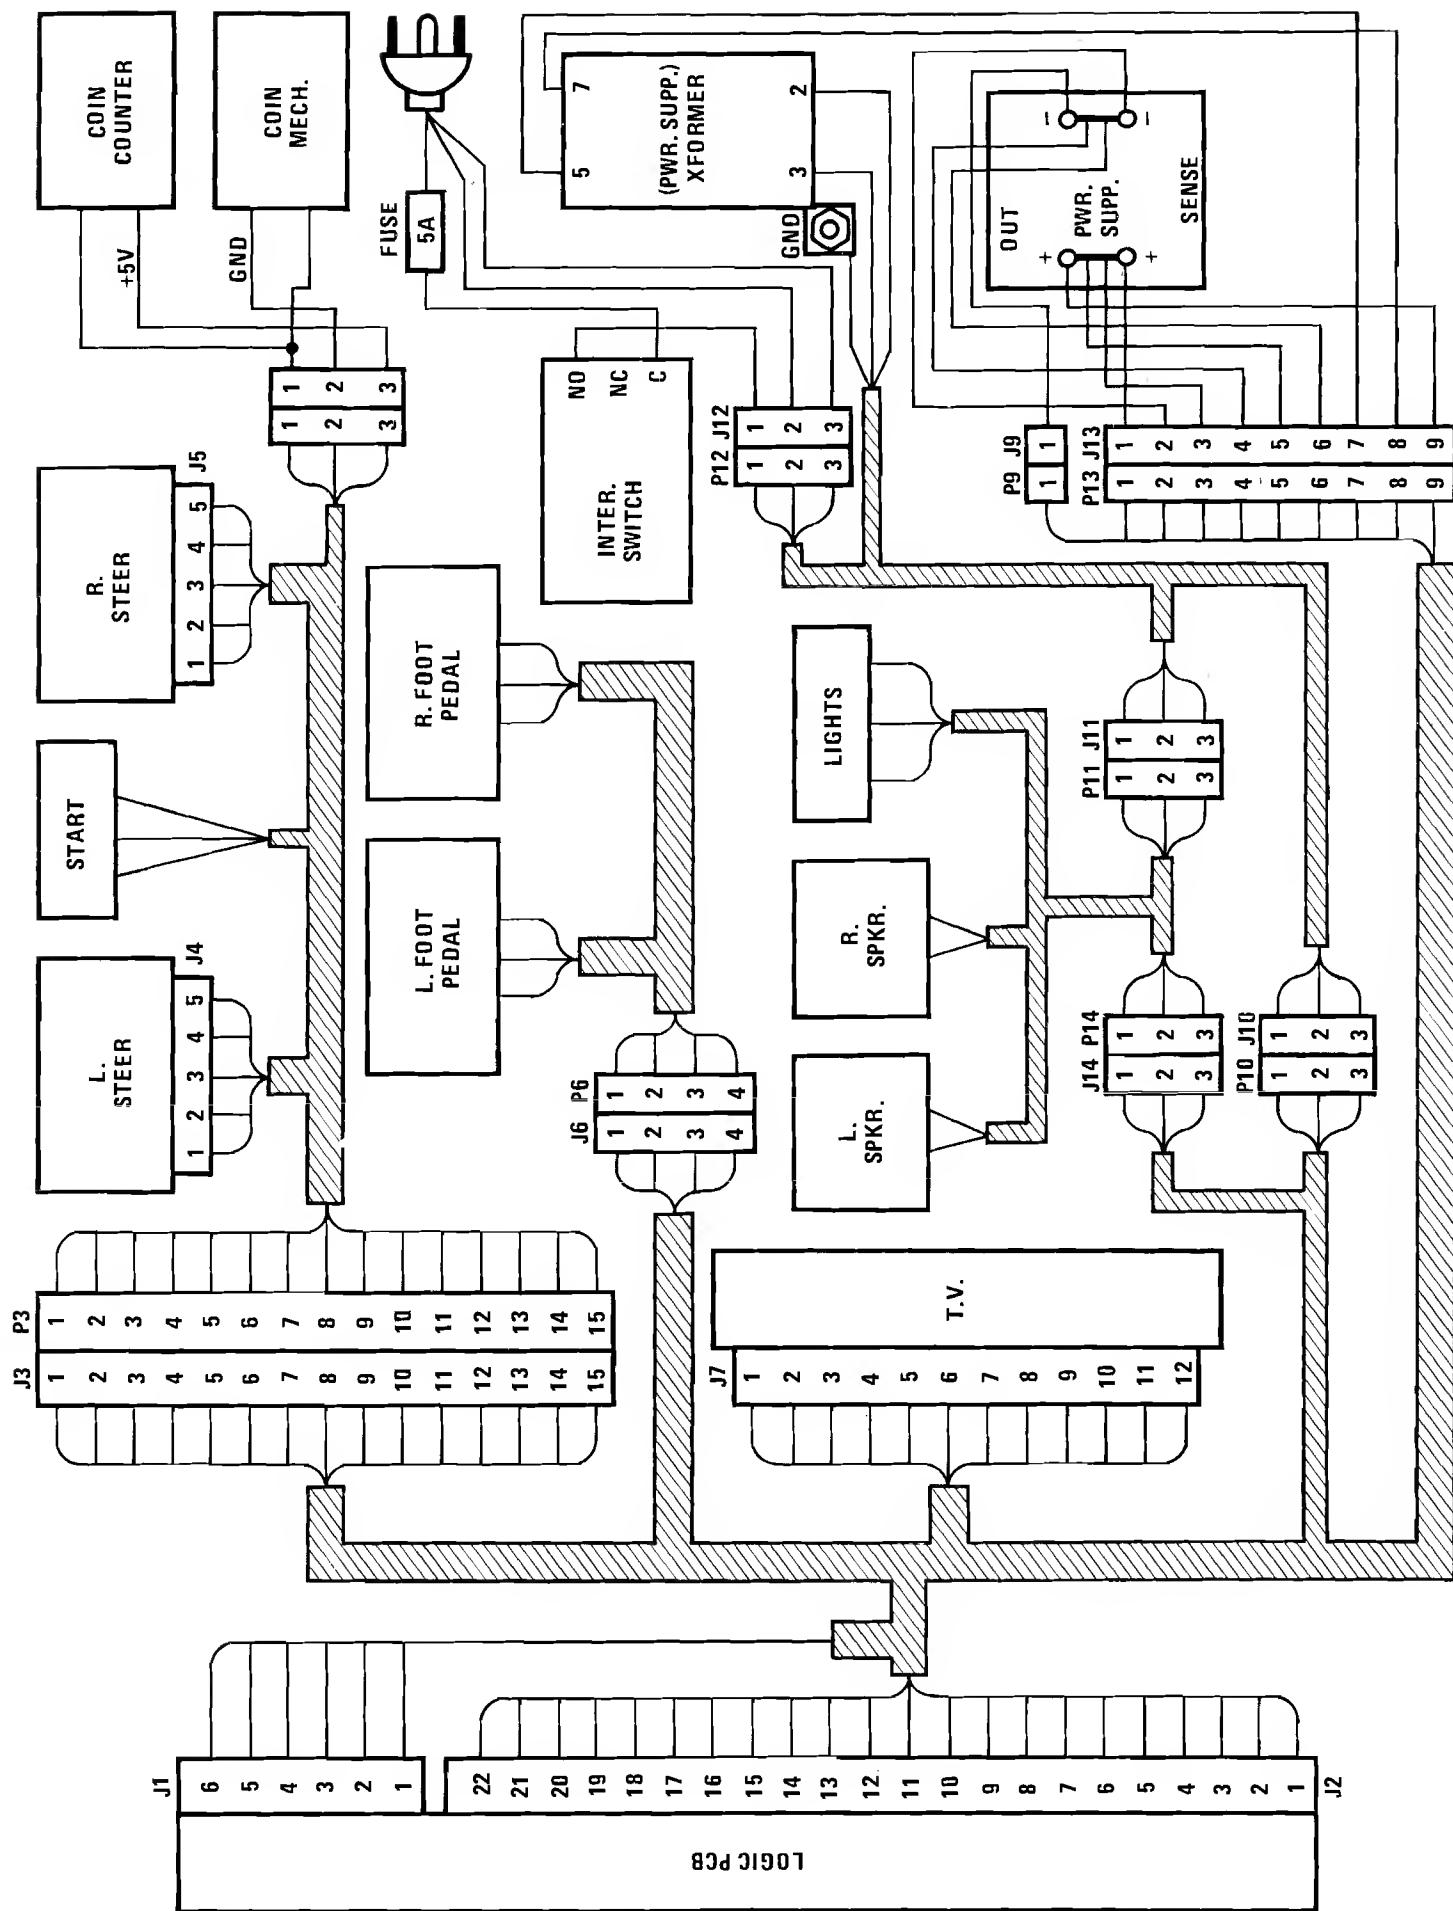 COIN
COUNTER
COIN
MECH.
+5V
GND
FUSE
5A
7
5
(PWR. SUPP.)
XFORMER
2
3
GND
OUT
PWR.
SUPP.
SENSE
+
+
-
-
1 2 3
1 2 3
R.
STEER
J5
1 2 3 4 5
START
L.
STEER
J4
1 2 3 4 5
INTER.
SWITCH
NO
NC
C
P12 J12
1 1
2 2
3 3
P9 J9
1 1
P13 J13
1 1
2 2
3 3
4 4
5 5
6 6
7 7
8 8
9 9
R. FOOT
PEDAL
L. FOOT
PEDAL
J6 P6
1 1
2 2
3 3
4 4
LIGHTS
R.
SPKR.
L.
SPKR.
P11 J11
1 1
2 2
3 3
J14 P14
1 1
2 2
3 3
P10 J10
1 1
2 2
3 3
J3 P3
1 1
2 2
3 3
4 4
5 5
6 6
7 7
8 8
9 9
10 10
11 11
12 12
13 13
14 14
15 15
T.V.
J7
1
2
3
4
5
6
7
8
9
10
11
12
J1
6
5
4
3
2
1
22
21
20
19
18
17
16
15
14
13
12
11
10
9
8
7
6
5
4
3
2
1
J2
LOGIC PCB